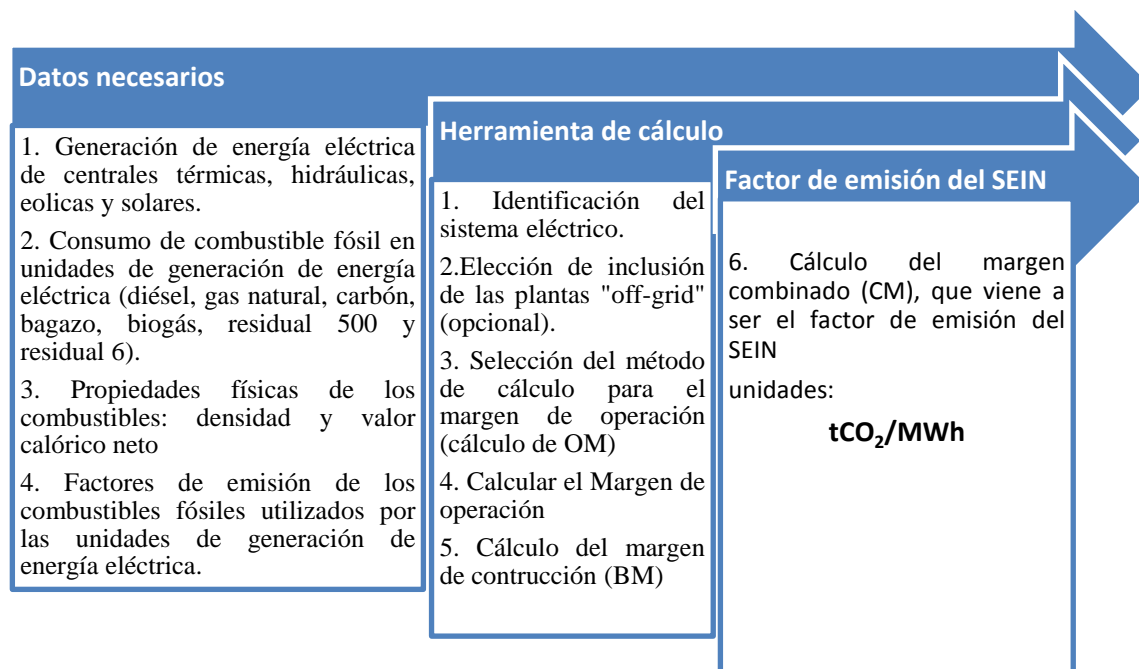 Datos necesarios
1. Generación de energía eléctrica
de centrales térmicas, hidráulicas,
eolicas y solares.
2. Consumo de combustible fósil en
unidades de generación de energía
eléctrica (diésel, gas natural, carbón,
bagazo, biogás, residual 500 y
residual 6).
3. Propiedades físicas de los
combustibles: densidad y valor
calórico neto
4. Factores de emisión de los
combustibles fósiles utilizados por
las unidades de generación de
energía eléctrica.
Herramienta de cálculo
1. Identificación del
sistema eléctrico.
2.Elección de inclusión
de las plantas "off-grid"
(opcional).
3. Selección del método
de cálculo para el
margen de operación
(cálculo de OM)
4. Calcular el Margen de
operación
5. Cálculo del margen
de contrucción (BM)
Factor de emisión del SEIN
6. Cálculo del margen
combinado (CM), que viene a
ser el factor de emisión del
SEIN
unidades:
tCO₂/MWh